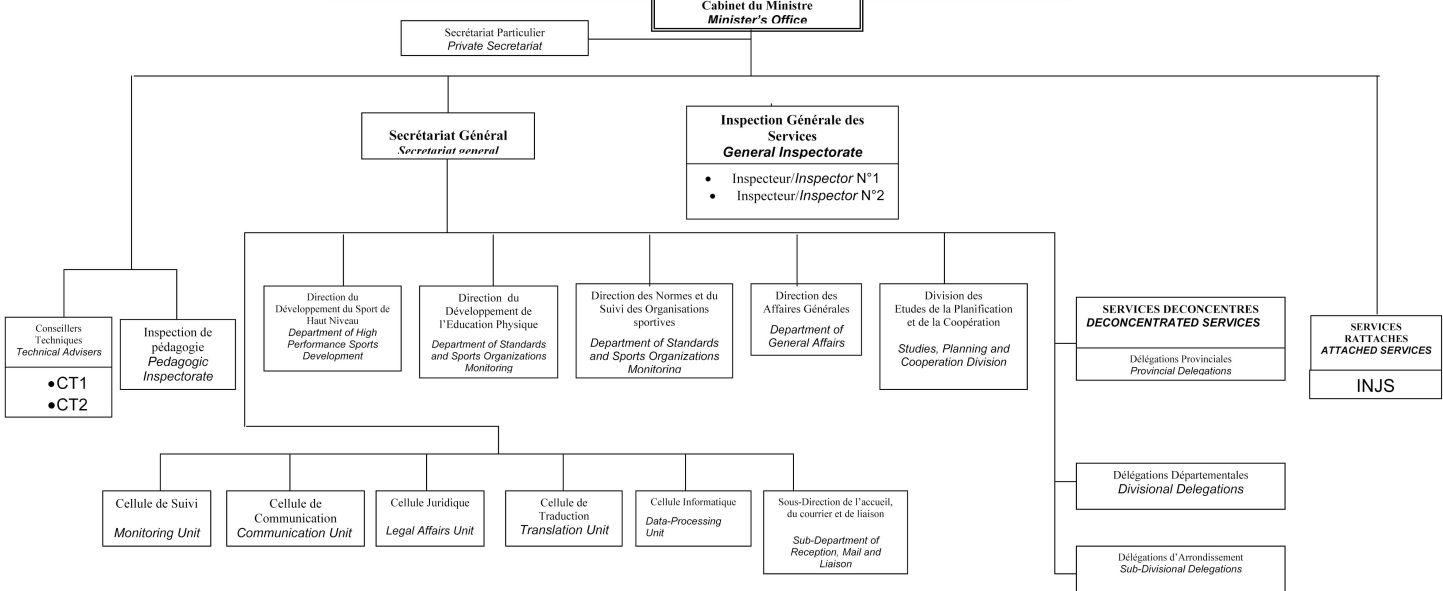 Cabinet du Ministre
Minister's Office
Secrétariat Particulier
Private Secretariat
Secrétariat Général
Secretariat general
Inspection Générale des
Services
General Inspectorate
• Inspecteur/Inspector N°1
• Inspecteur/Inspector N°2
Conseillers
Techniques
Technical Advisers
•CT1
•CT2
Inspection de
pédagogie
Pedagogic
Inspectorate
Direction du
Développement du Sport de
Haut Niveau
Department of High
Performance Sports
Development
Direction du
Développement de
l'Education Physique
Department of Standards
and Sports Organizations
Monitoring
Direction des Normes et du
Suivi des Organisations
sportives
Department of Standards
and Sports Organizations
Monitoring
Direction des
Affaires Générales
Department of
General Affairs
Division des
Etudes de la Planification
et de la Coopération
Studies, Planning and
Cooperation Division
SERVICES DECONCENTRES
DECONCENTRATED SERVICES
Délégations Provinciales
Provincial Delegations
SERVICES
RATTACHES
ATTACHED SERVICES
INJS
Cellule de Suivi
Monitoring Unit
Cellule de
Communication
Communication Unit
Cellule Juridique
Legal Affairs Unit
Cellule de
Traduction
Translation Unit
Cellule Informatique
Data-Processing
Unit
Sous-Direction de l'accueil,
du courrier et de liaison
Sub-Department of
Reception, Mail and
Liaison
Délégations Départementales
Divisional Delegations
Délégations d'Arrondissement
Sub-Divisional Delegations